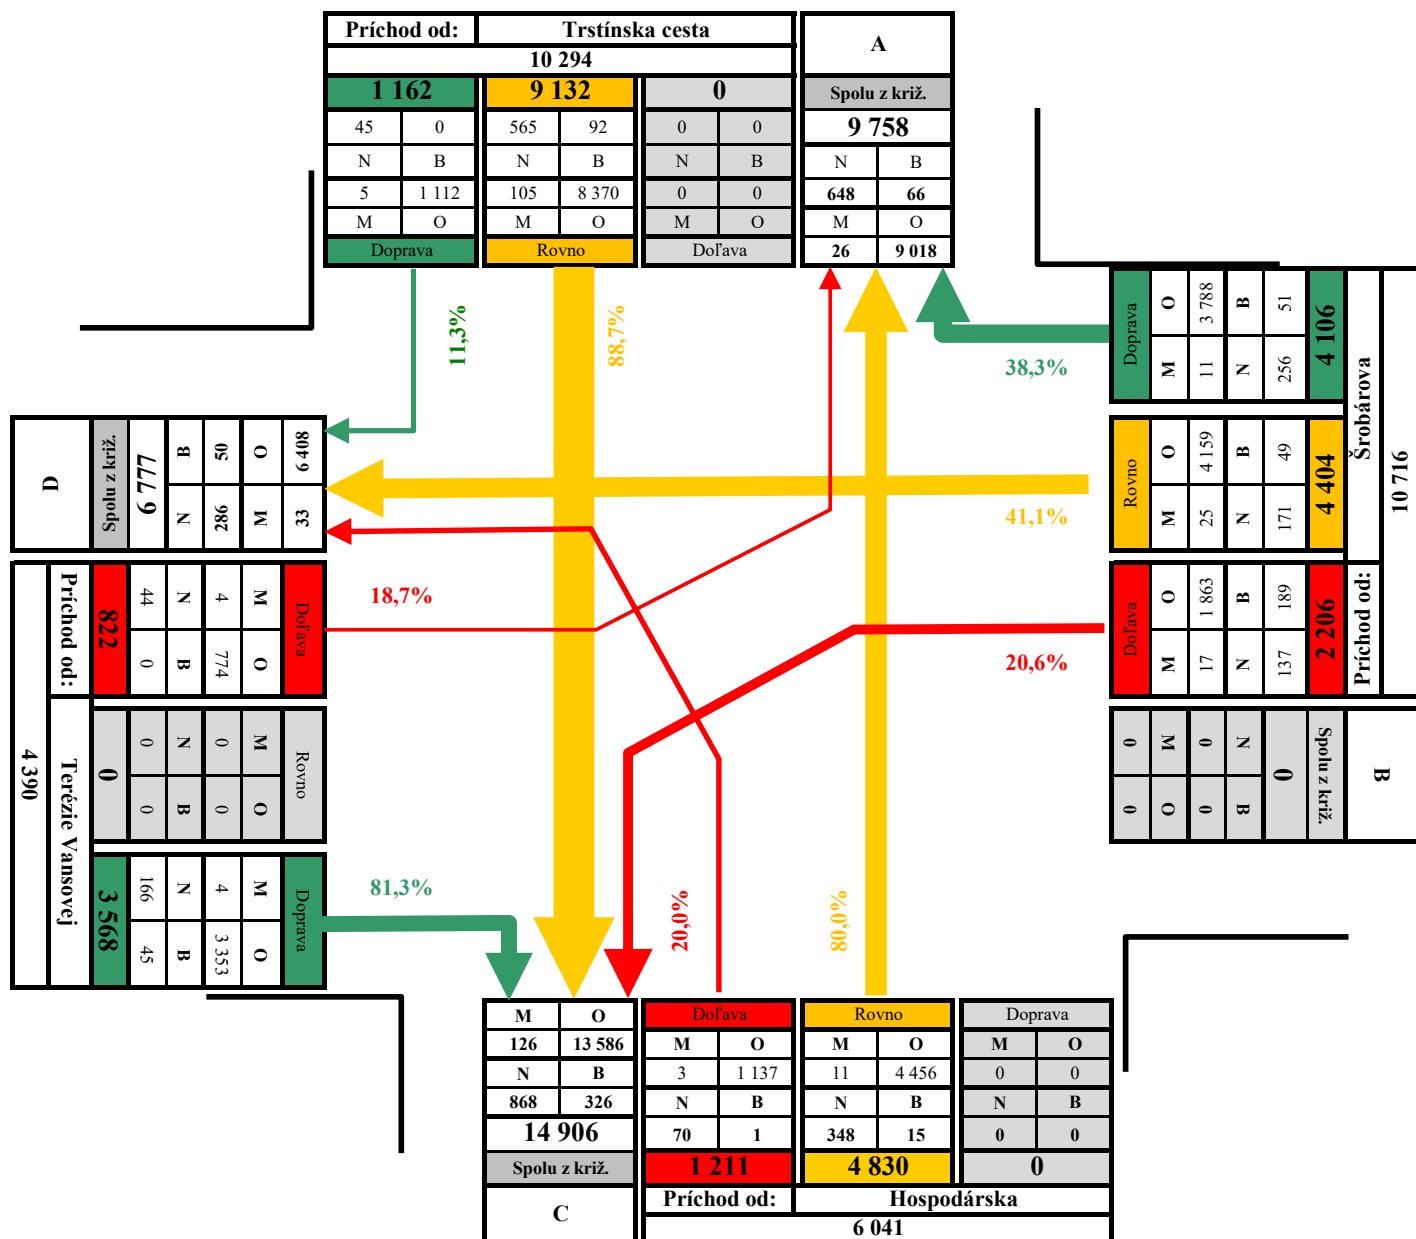 Príchod od: Trstínska cesta
10 294
1 162 9 132 0
45 0 565 92 0 0
N B N B N B
5 1 112 105 8 370 0 0
M O M O M O
Doprava Rovno Doľava
A
Spolu z križ.
9 758
N B
648 66
M O
26 9 018
11,3%
88,7%
38,3%
41,1%
20,6%
18,7%
81,3%
20,0%
80,0%
Šrobárova
Príchod od:
10 716
4 106
51 256
B N
3 788 11
O M
Doprava
4 404
49 171
B N
4 159 25
O M
Rovno
2 206
189 137
B N
1 863 17
O M
Doľava
B
Spolu z križ.
0
N B
0 0
M O
0 0
D
Spolu z križ.
6 777
B N
50 286
O M
6 408 33
Príchod od: Terézie Vansovej
4 390
822
44 0
N B
4 774
M O
Doľava
0
0 0
N B
0 0
M O
Rovno
3 568
166 45
N B
4 3 353
M O
Doprava
M O
126 13 586
N B
868 326
14 906
Spolu z križ.
C
Doľava Rovno Doprava
M O M O M O
3 1 137 11 4 456 0 0
N B N B N B
70 1 348 15 0 0
1 211 4 830 0
Príchod od: Hospodárska
6 041